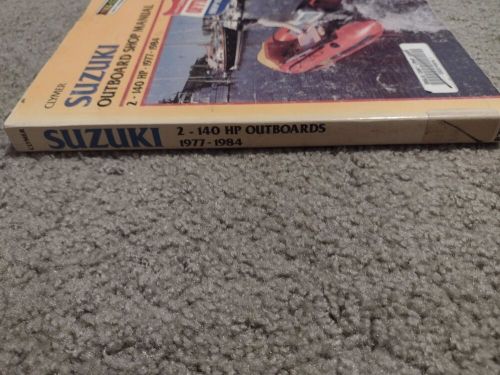 CLYMER
SUZUKI
OUTBOARD SHOP MANUAL
2 - 140 HP • 1977 - 1984
CLYMER
SUZUKI
2 - 140 HP OUTBOARDS
1977 - 1984